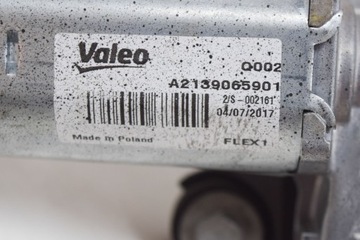 Valeo
Q002
A2139065901
2/S-002161
04/07/2017
Made in Poland
FLEX1